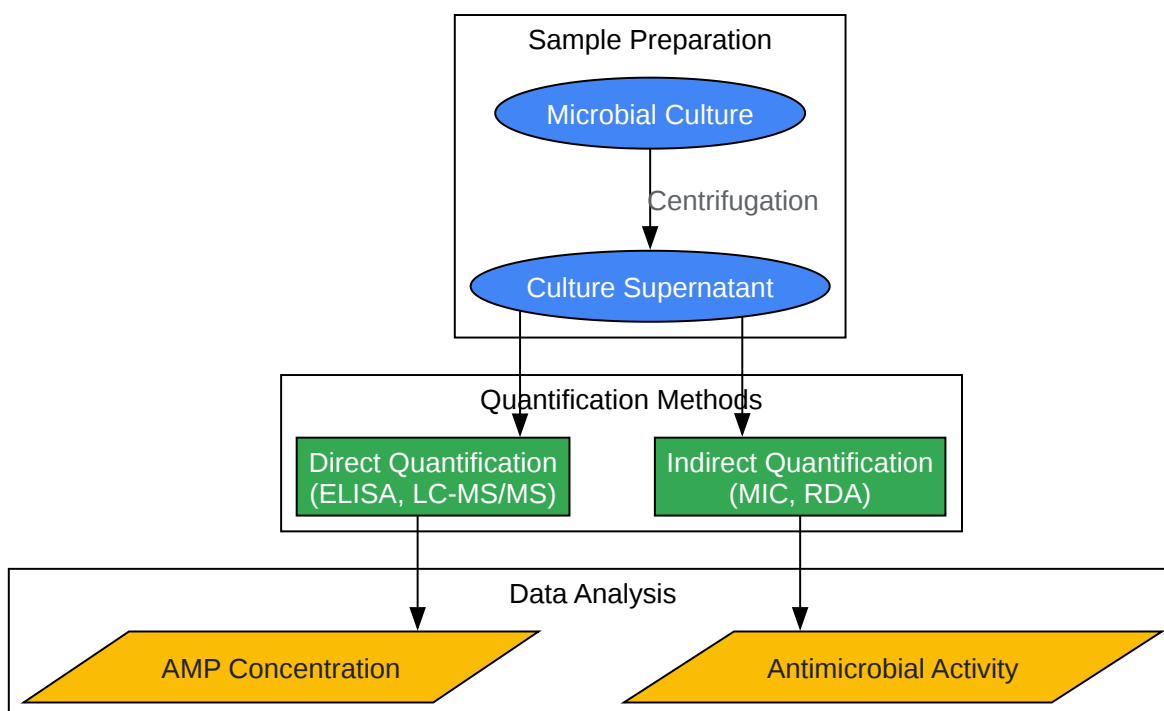 Sample Preparation
Microbial Culture
Centrifugation
Culture Supernatant
Quantification Methods
Direct Quantification
(ELISA, LC-MS/MS)
Indirect Quantification
(MIC, RDA)
Data Analysis
AMP Concentration
Antimicrobial Activity